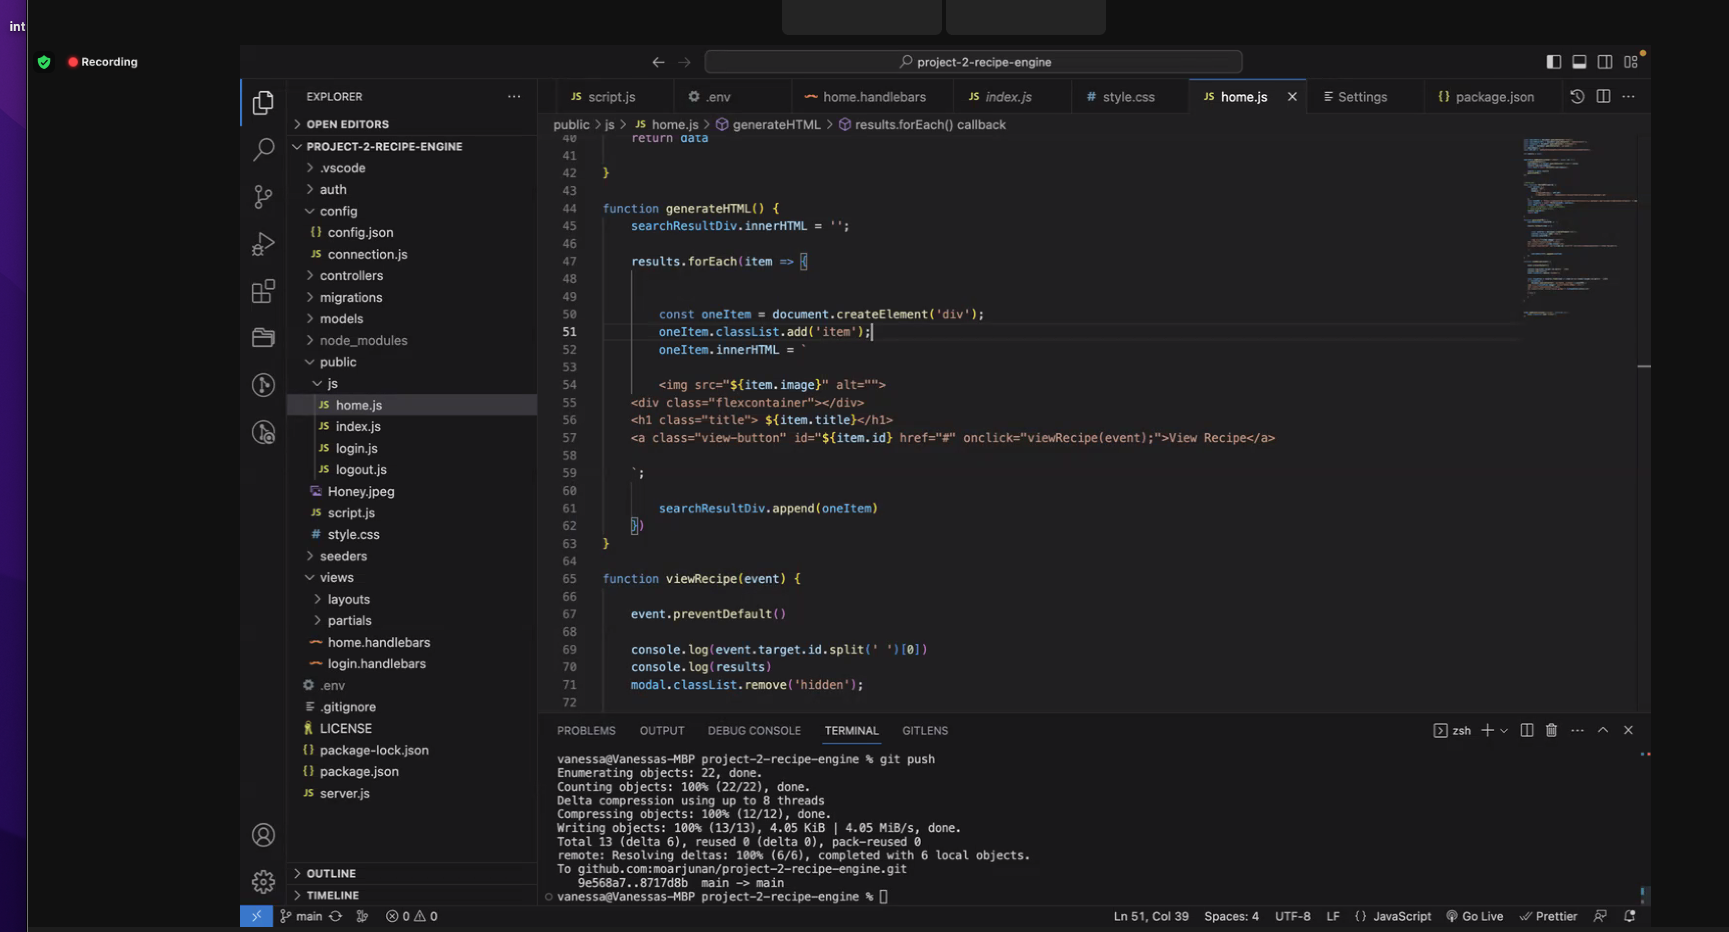 int
Recording
project-2-recipe-engine
EXPLORER
OPEN EDITORS
PROJECT-2-RECIPE-ENGINE
.vscode
auth
config
config.json
connection.js
controllers
migrations
models
node_modules
public
js
home.js
index.js
login.js
logout.js
Honey.jpeg
script.js
style.css
seeders
views
layouts
partials
home.handlebars
login.handlebars
.env
.gitignore
LICENSE
package-lock.json
package.json
server.js
OUTLINE
TIMELINE
JS script.js .env home.handlebars JS index.js # style.css JS home.js Settings {} package.json
public > js > JS home.js > generateHTML > results.forEach() callback
40 return data
41
42 }
43
44 function generateHTML() {
45 searchResultDiv.innerHTML = '';
46
47 results.forEach(item => {
48
49
50 const oneItem = document.createElement('div');
51 oneItem.classList.add('item');
52 oneItem.innerHTML = `
53
54 <img src="${item.image}" alt="">
55 <div class="flexcontainer"></div>
56 <h1 class="title"> ${item.title}</h1>
57 <a class="view-button" id="${item.id} href="#" onclick="viewRecipe(event);">View Recipe</a>
58
59 `;
60
61 searchResultDiv.append(oneItem)
62 })
63 }
64
65 function viewRecipe(event) {
66
67 event.preventDefault()
68
69 console.log(event.target.id.split(' ')[0])
70 console.log(results)
71 modal.classList.remove('hidden');
72
PROBLEMS OUTPUT DEBUG CONSOLE TERMINAL GITLENS zsh
vanessa@Vanessas-MBP project-2-recipe-engine % git push
Enumerating objects: 22, done.
Counting objects: 100% (22/22), done.
Delta compression using up to 8 threads
Compressing objects: 100% (12/12), done.
Writing objects: 100% (13/13), 4.05 KiB | 4.05 MiB/s, done.
Total 13 (delta 6), reused 0 (delta 0), pack-reused 0
remote: Resolving deltas: 100% (6/6), completed with 6 local objects.
To github.com:moarjunan/project-2-recipe-engine.git
9e568a7..8717d8b main -> main
vanessa@Vanessas-MBP project-2-recipe-engine %
main 0 0 Ln 51, Col 39 Spaces: 4 UTF-8 LF {} JavaScript Go Live Prettier